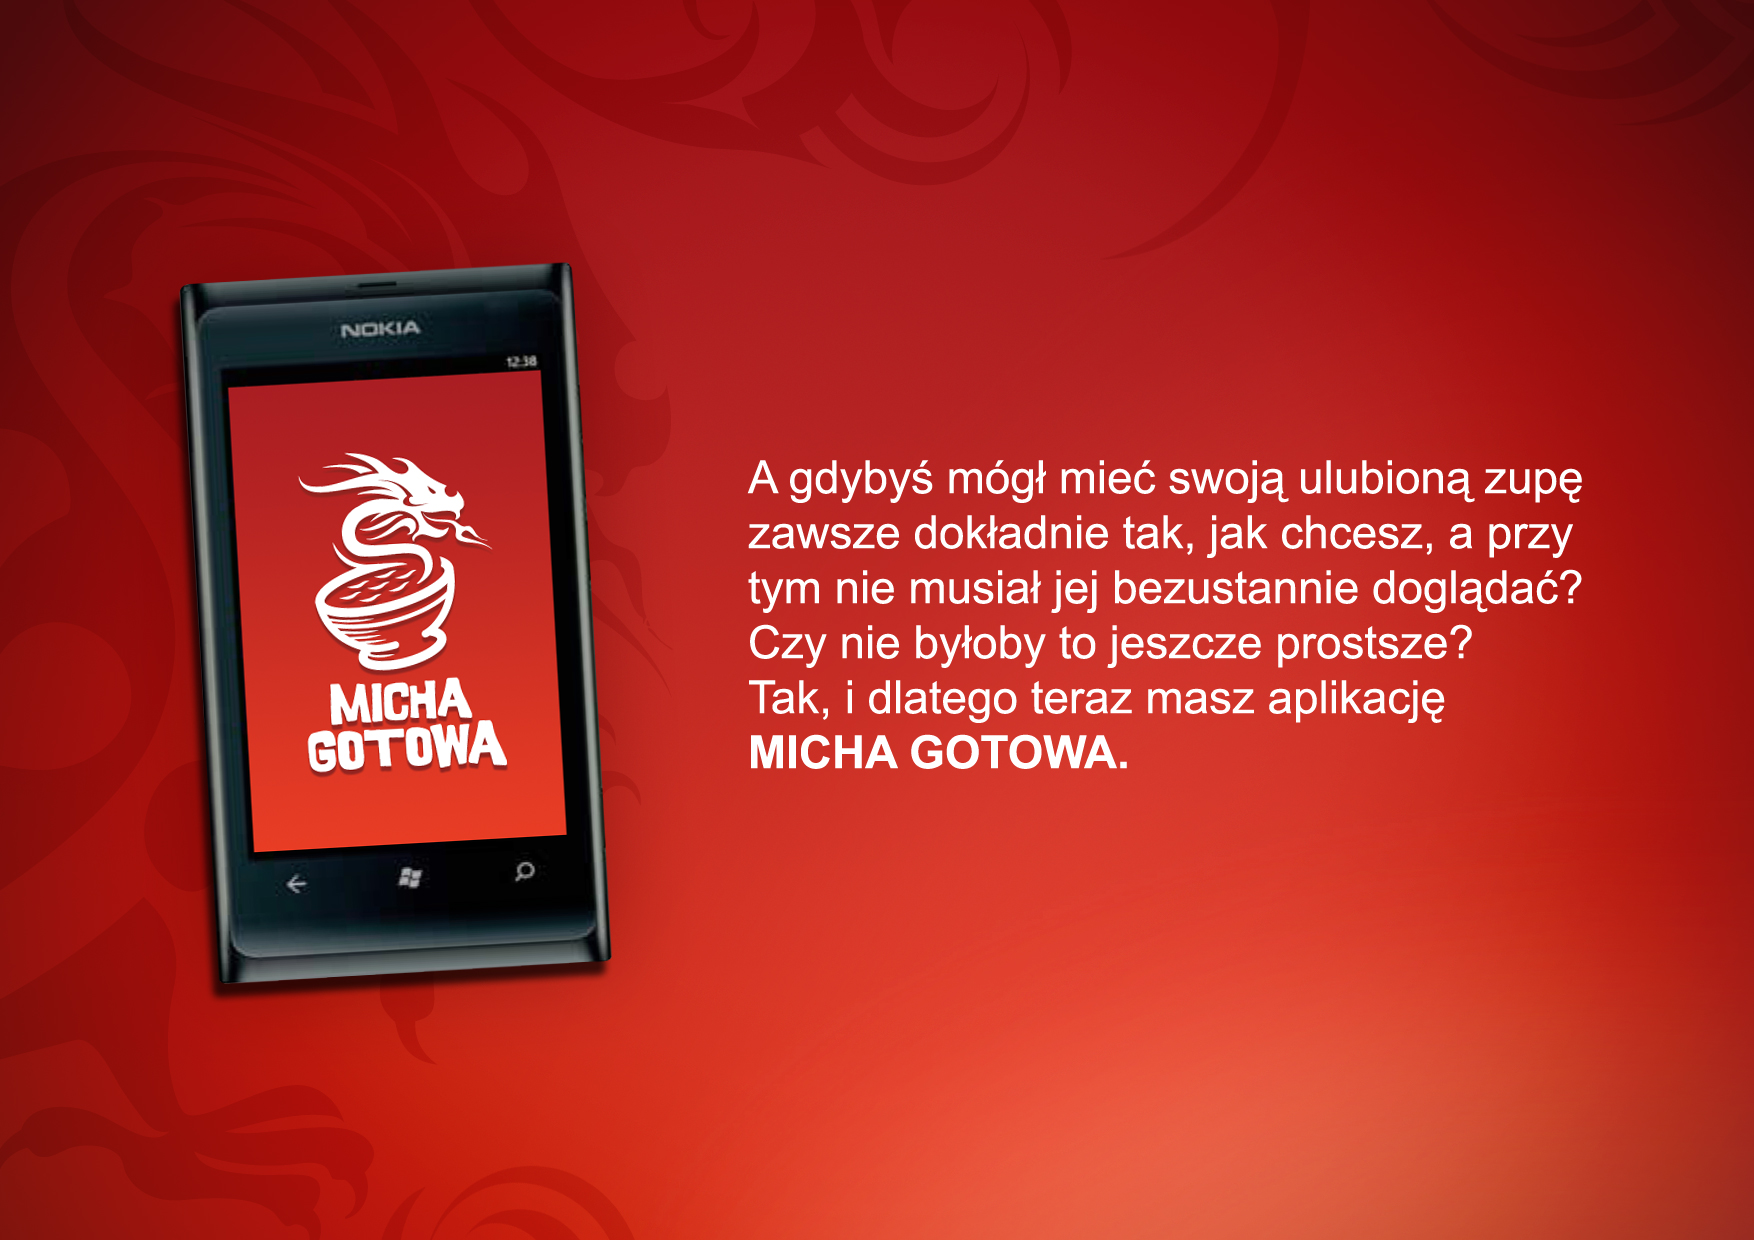 NOKIA
12:38
MICHA
GOTOWA
A gdybyś mógł mieć swoją ulubioną zupę
zawsze dokładnie tak, jak chcesz, a przy
tym nie musiał jej bezustannie doglądać?
Czy nie byłoby to jeszcze prostsze?
Tak, i dlatego teraz masz aplikację
MICHA GOTOWA.